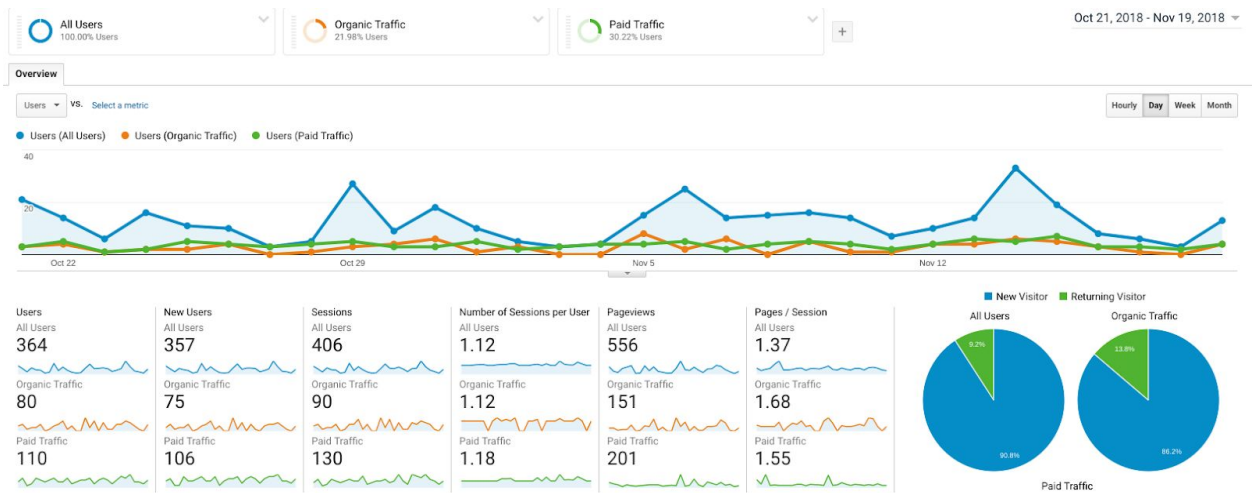 All Users
100.00% Users
Organic Traffic
21.98% Users
Paid Traffic
30.22% Users
+
Oct 21, 2018 - Nov 19, 2018
Overview
Users VS. Select a metric
Hourly Day Week Month
Users (All Users) Users (Organic Traffic) Users (Paid Traffic)
40
20
Oct 22 Oct 29 Nov 5 Nov 12
Users
All Users
364
Organic Traffic
80
Paid Traffic
110
New Users
All Users
357
Organic Traffic
75
Paid Traffic
106
Sessions
All Users
406
Organic Traffic
90
Paid Traffic
130
Number of Sessions per User
All Users
1.12
Organic Traffic
1.12
Paid Traffic
1.18
Pageviews
All Users
556
Organic Traffic
151
Paid Traffic
201
Pages / Session
All Users
1.37
Organic Traffic
1.68
Paid Traffic
1.55
New Visitor Returning Visitor
All Users
9.2%
90.8%
Organic Traffic
13.8%
86.2%
Paid Traffic